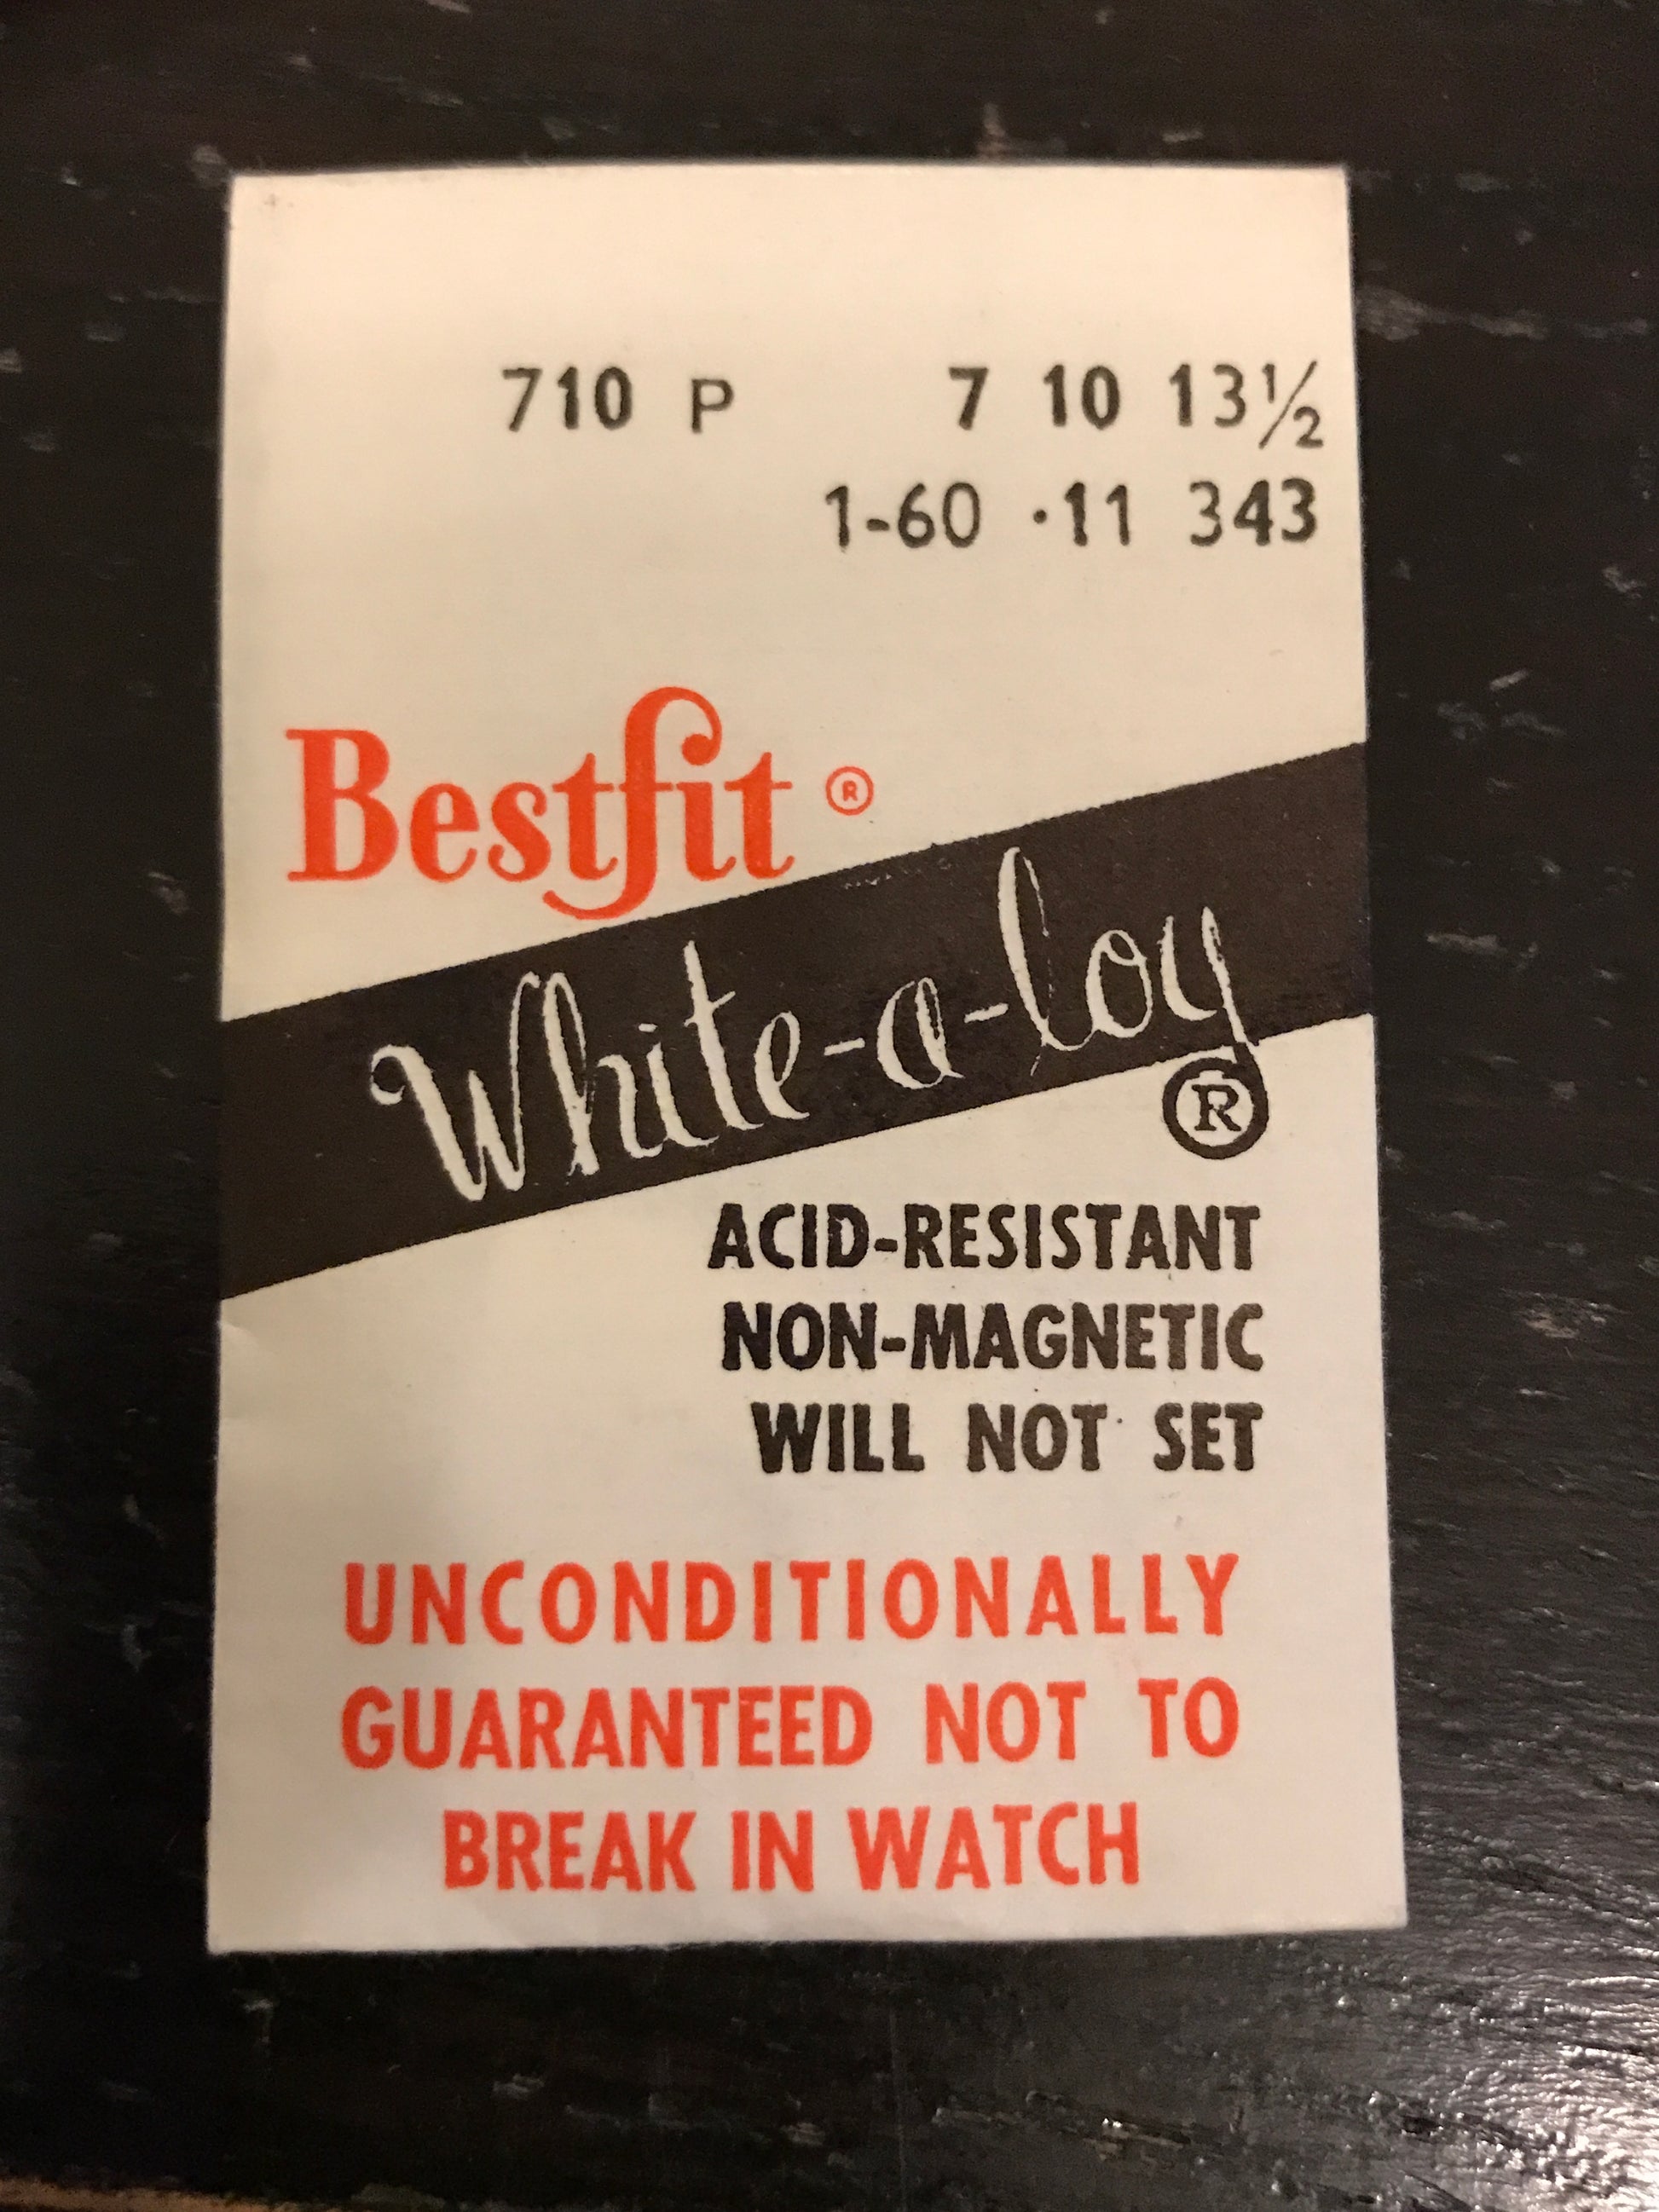 710 P 7 10 13½
1-60 ·11 343
Bestfit ®
White-a-loy
®
ACID-RESISTANT
NON-MAGNETIC
WILL NOT SET
UNCONDITIONALLY
GUARANTEED NOT TO
BREAK IN WATCH